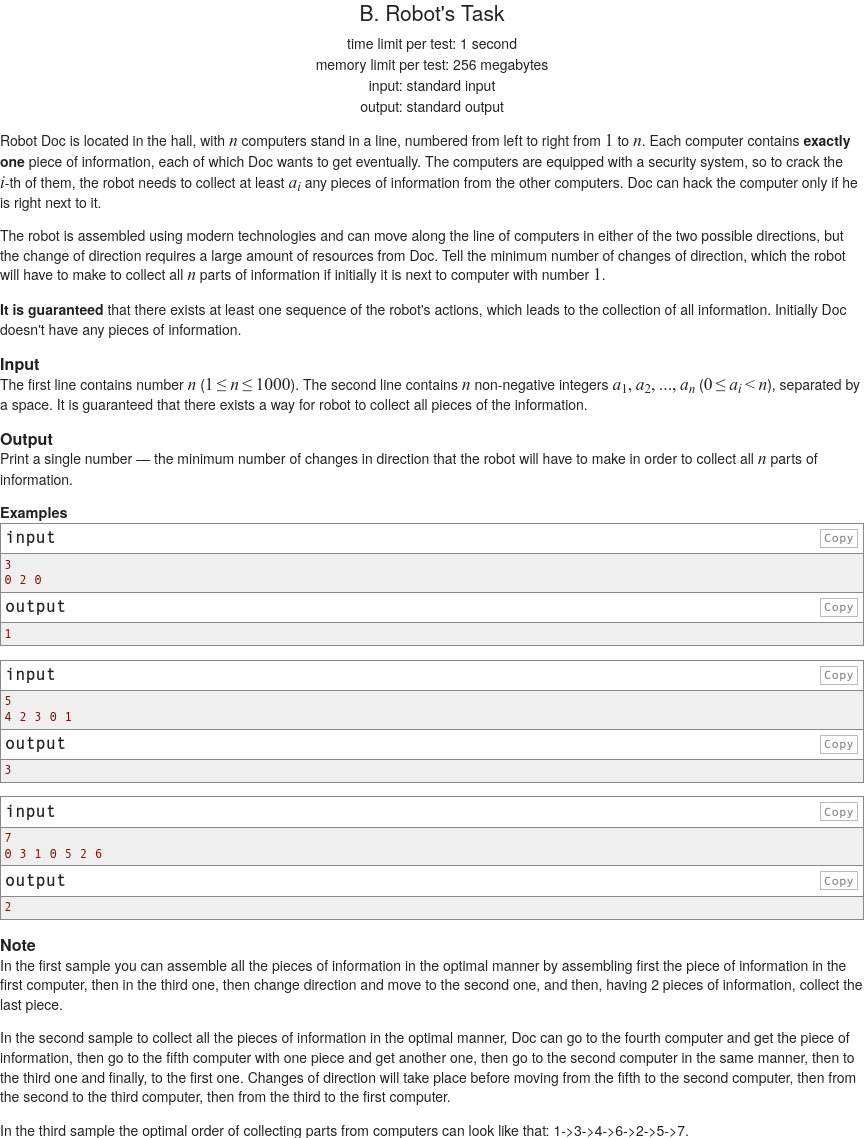 B. Robot's Task
time limit per test: 1 second
memory limit per test: 256 megabytes
input: standard input
output: standard output
Robot Doc is located in the hall, with n computers stand in a line, numbered from left to right from 1 to n. Each computer contains exactly
one piece of information, each of which Doc wants to get eventually. The computers are equipped with a security system, so to crack the
i-th of them, the robot needs to collect at least a_i any pieces of information from the other computers. Doc can hack the computer only if he
is right next to it.
The robot is assembled using modern technologies and can move along the line of computers in either of the two possible directions, but
the change of direction requires a large amount of resources from Doc. Tell the minimum number of changes of direction, which the robot
will have to make to collect all n parts of information if initially it is next to computer with number 1.
It is guaranteed that there exists at least one sequence of the robot's actions, which leads to the collection of all information. Initially Doc
doesn't have any pieces of information.
Input
The first line contains number n (1 ≤ n ≤ 1000). The second line contains n non-negative integers a_1, a_2, ..., a_n (0 ≤ a_i < n), separated by
a space. It is guaranteed that there exists a way for robot to collect all pieces of the information.
Output
Print a single number — the minimum number of changes in direction that the robot will have to make in order to collect all n parts of
information.
Examples
input Copy
3
0 2 0
output Copy
1
input Copy
5
4 2 3 0 1
output Copy
3
input Copy
7
0 3 1 0 5 2 6
output Copy
2
Note
In the first sample you can assemble all the pieces of information in the optimal manner by assembling first the piece of information in the
first computer, then in the third one, then change direction and move to the second one, and then, having 2 pieces of information, collect the
last piece.
In the second sample to collect all the pieces of information in the optimal manner, Doc can go to the fourth computer and get the piece of
information, then go to the fifth computer with one piece and get another one, then go to the second computer in the same manner, then to
the third one and finally, to the first one. Changes of direction will take place before moving from the fifth to the second computer, then from
the second to the third computer, then from the third to the first computer.
In the third sample the optimal order of collecting parts from computers can look like that: 1->3->4->6->2->5->7.